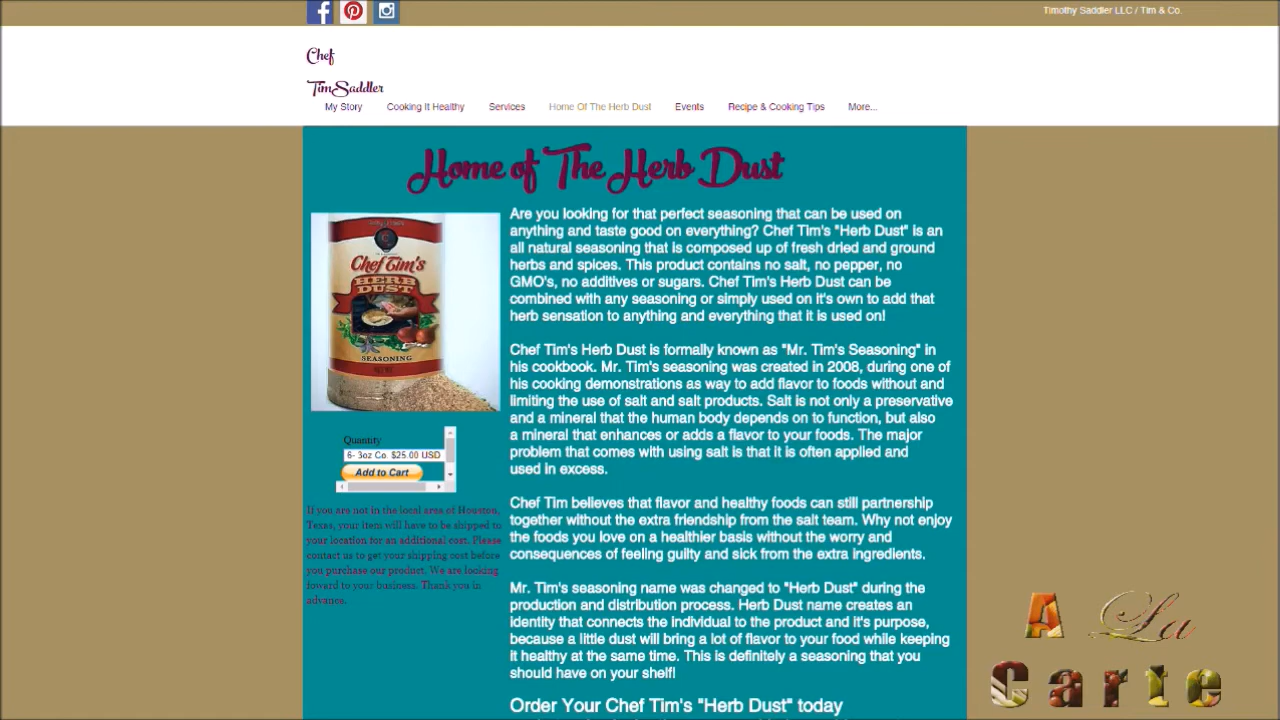 Timothy Saddler LLC / Tim & Co.
Chef
TimSaddler
My Story
Cooking It Healthy
Services
Home Of The Herb Dust
Events
Recipe & Cooking Tips
More...
Home of The Herb Dust
Chef Tim's
HERB
DUST
SEASONING
Quantity
6- 3oz Co. $25.00 USD
Add to Cart
If you are not in the local area of Houston,
Texas, your item will have to be shipped to
your location for an additional cost. Please
contact us to get your shipping cost before
you purchase our product. We are looking
foward to your business. Thank you in
advance.
Are you looking for that perfect seasoning that can be used on
anything and taste good on everything? Chef Tim's "Herb Dust" is an
all natural seasoning that is composed up of fresh dried and ground
herbs and spices. This product contains no salt, no pepper, no
GMO's, no additives or sugars. Chef Tim's Herb Dust can be
combined with any seasoning or simply used on it's own to add that
herb sensation to anything and everything that it is used on!
Chef Tim's Herb Dust is formally known as "Mr. Tim's Seasoning" in
his cookbook. Mr. Tim's seasoning was created in 2008, during one of
his cooking demonstrations as way to add flavor to foods without and
limiting the use of salt and salt products. Salt is not only a preservative
and a mineral that the human body depends on to function, but also
a mineral that enhances or adds a flavor to your foods. The major
problem that comes with using salt is that it is often applied and
used in excess.
Chef Tim believes that flavor and healthy foods can still partnership
together without the extra friendship from the salt team. Why not enjoy
the foods you love on a healthier basis without the worry and
consequences of feeling guilty and sick from the extra ingredients.
Mr. Tim's seasoning name was changed to "Herb Dust" during the
production and distribution process. Herb Dust name creates an
identity that connects the individual to the product and it's purpose,
because a little dust will bring a lot of flavor to your food while keeping
it healthy at the same time. This is definitely a seasoning that you
should have on your shelf!
Order Your Chef Tim's "Herb Dust" today
A La
Carte